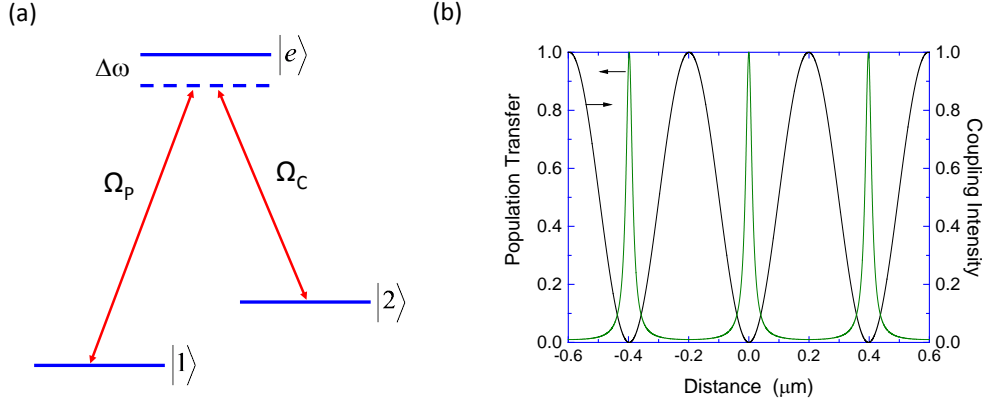 (a)
|e⟩
Δω
Ω_P
Ω_C
|2⟩
|1⟩
(b)
1.0
0.8
0.6
0.4
0.2
0.0
Population Transfer
1.0
0.8
0.6
0.4
0.2
0.0
Coupling Intensity
-0.6 -0.4 -0.2 0.0 0.2 0.4 0.6
Distance (μm)